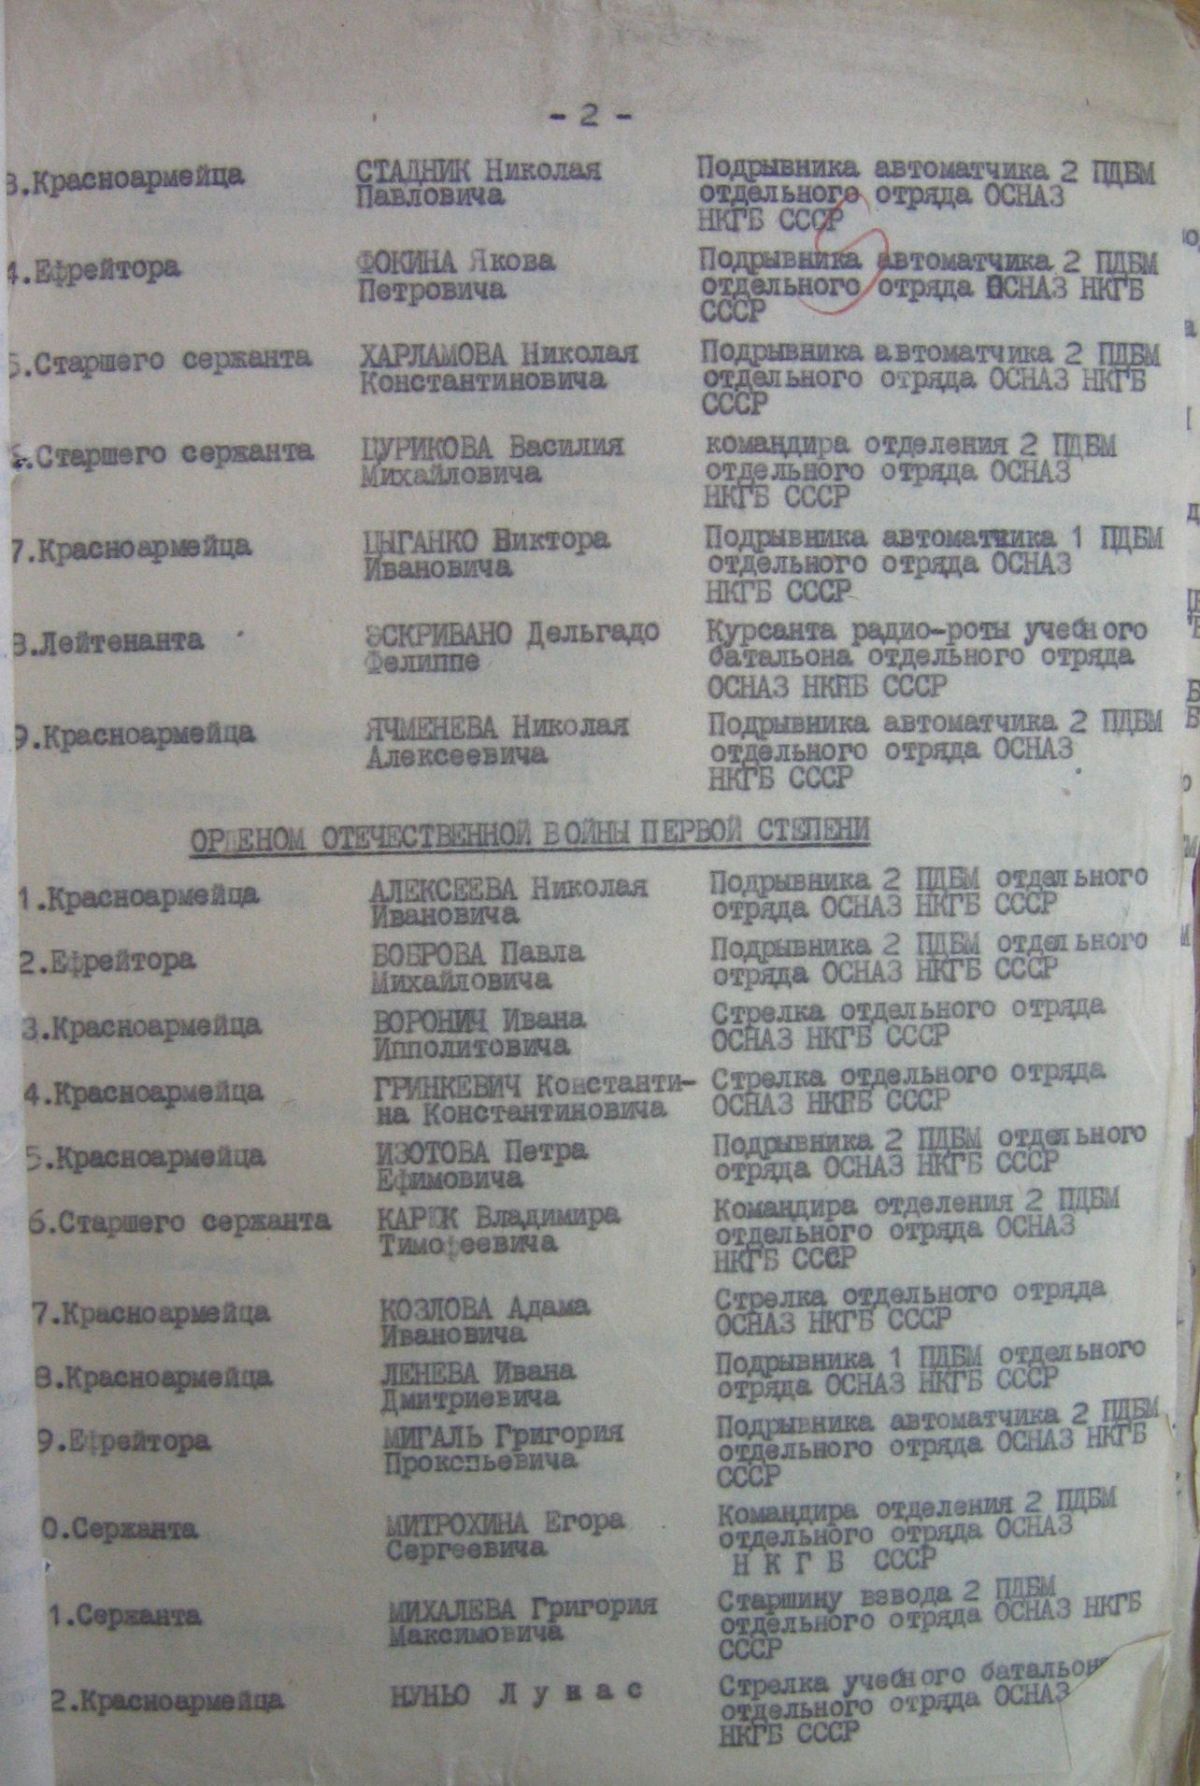 - 2 -
3.Красноармейца СТАДНИК Николая Подрывника автоматчика 2 ПДБМ
Павловича отдельного отряда ОСНАЗ
НКГБ СССР
4.Ефрейтора ФОКИНА Якова Подрывника автоматчика 2 ПДБМ
Петровича отдельного отряда ОСНАЗ НКГБ
СССР
5.Старшего сержанта ХАРЛАМОВА Николая Подрывника автоматчика 2 ПДБМ
Константиновича отдельного отряда ОСНАЗ НКГБ
СССР
.Старшего сержанта ЦУРИКОВА Василия командира отделения 2 ПДБМ
Михайловича отдельного отряда ОСНАЗ
НКГБ СССР
7.Красноармейца ЦЫГАНКО Виктора Подрывника автоматчика 1 ПДБМ
Ивановича отдельного отряда ОСНАЗ
НКГБ СССР
8.Лейтенанта ЭСКРИВАНО Дельгадо Курсанта радио-роты учебного
Фелиппе батальона отдельного отряда
ОСНАЗ НКГБ СССР
9.Красноармейца ЯЧМЕНЕВА Николая Подрывника автоматчика 2 ПДБМ
Алексеевича отдельного отряда ОСНАЗ
НКГБ СССР
ОРДЕНОМ ОТЕЧЕСТВЕННОЙ ВОЙНЫ ПЕРВОЙ СТЕПЕНИ
1.Красноармейца АЛЕКСЕЕВА Николая Подрывника 2 ПДБМ отдельного
Ивановича отряда ОСНАЗ НКГБ СССР
2.Ефрейтора БОБРОВА Павла Подрывника 2 ПДБМ отдельного
Михайловича отряда ОСНАЗ НКГБ СССР
3.Красноармейца ВОРОНИЧ Ивана Стрелка отдельного отряда
Ипполитовича ОСНАЗ НКГБ СССР
4.Красноармейца ГРИНКЕВИЧ Константи- Стрелка отдельного отряда
на Константиновича ОСНАЗ НКГБ СССР
5.Красноармейца ИЗОТОВА Петра Подрывника 2 ПДБМ отдельного
Ефимовича отряда ОСНАЗ НКГБ СССР
6.Старшего сержанта Владимира Командира отделения 2 ПДБМ
Тимофеевича отдельного отряда ОСНАЗ
НКГБ СССР
7.Красноармейца КОЗЛОВА Адама Стрелка отдельного отряда
Ивановича ОСНАЗ НКГБ СССР
8.Красноармейца ЛЕНЕВА Ивана Подрывника 1 ПДБМ отдельного
Дмитриевича отряда ОСНАЗ НКГБ СССР
9.Ефрейтора МИГАЛЬ Григория Подрывника автоматчика 2 ПДБМ
Прокопьевича отдельного отряда ОСНАЗ НКГБ
СССР
0.Сержанта МИТРОХИНА Егора Командира отделения 2 ПДБМ
Сергеевича отдельного отряда ОСНАЗ
Н К Г Б СССР
1.Сержанта МИХАЛЕВА Григория Старшину взвода 2 ПДБМ
Максимовича отдельного отряда ОСНАЗ НКГБ
СССР
2.Красноармейца НУНЬО Л у к а с Стрелка учебного батальона
отдельного отряда ОСНАЗ
НКГБ СССР